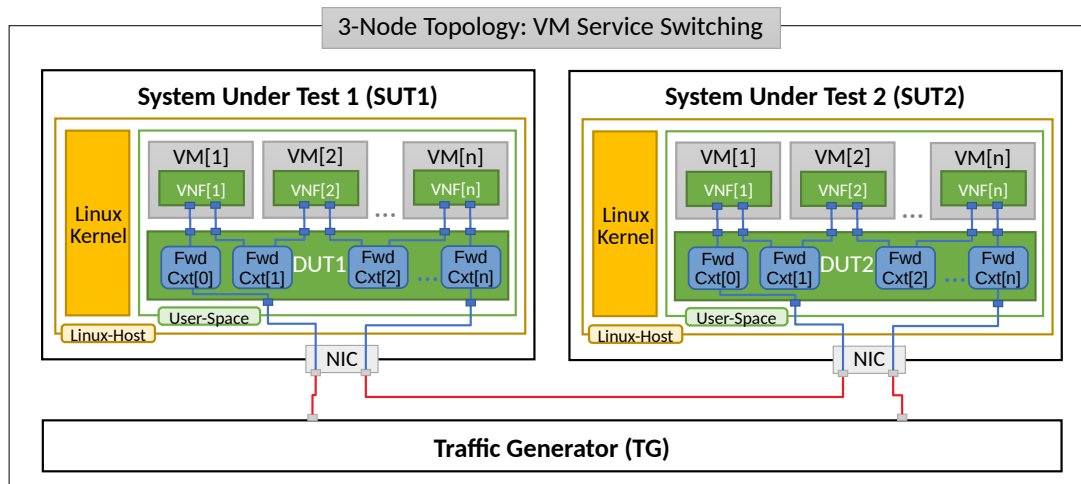 3-Node Topology: VM Service Switching
System Under Test 1 (SUT1)
Linux
Kernel
VM[1]
VNF[1]
VM[2]
VNF[2]
...
VM[n]
VNF[n]
DUT1
Fwd
Cxt[0]
Fwd
Cxt[1]
Fwd
Cxt[2]
...
Fwd
Cxt[n]
User-Space
Linux-Host
NIC
System Under Test 2 (SUT2)
Linux
Kernel
VM[1]
VNF[1]
VM[2]
VNF[2]
...
VM[n]
VNF[n]
DUT2
Fwd
Cxt[0]
Fwd
Cxt[1]
Fwd
Cxt[2]
...
Fwd
Cxt[n]
User-Space
Linux-Host
NIC
Traffic Generator (TG)